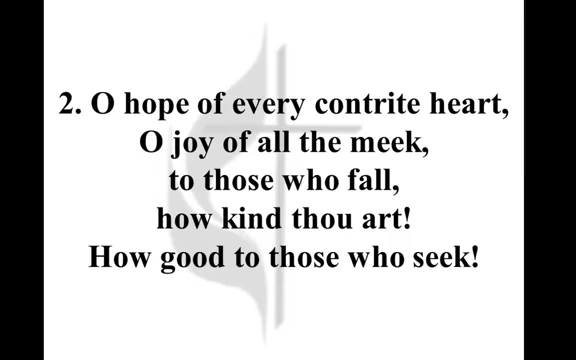 2. O hope of every contrite heart,
O joy of all the meek,
to those who fall,
how kind thou art!
How good to those who seek!